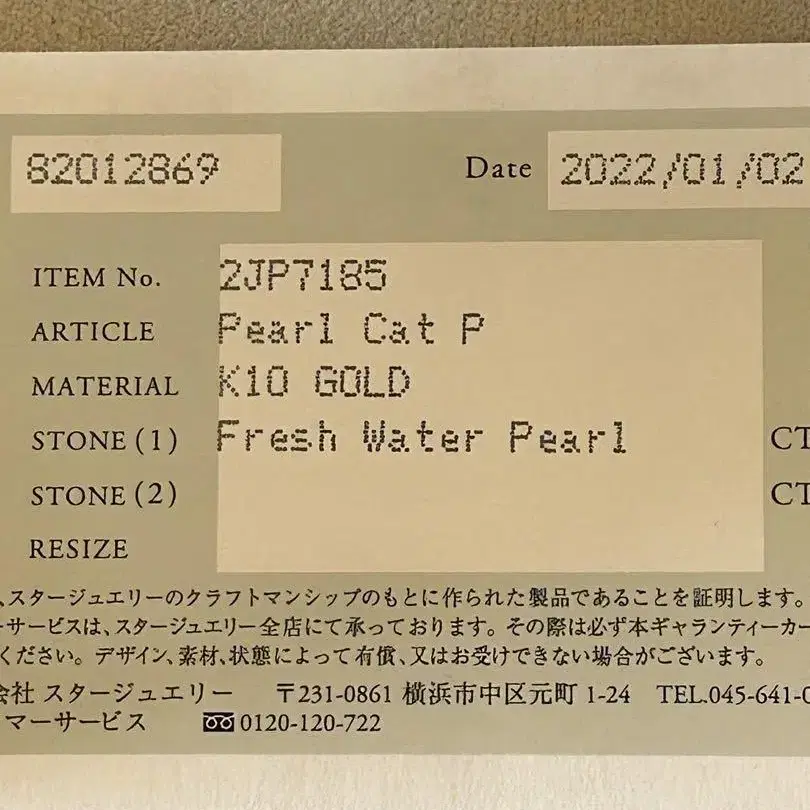 82012869 Date 2022/01/02
ITEM No. 2JP7185
ARTICLE Pearl Cat P
MATERIAL K10 GOLD
STONE (1) Fresh Water Pearl CT
STONE (2) CT
RESIZE
、スタージュエリーのクラフトマンシップのもとに作られた製品であることを証明します。
ーサービスは、スタージュエリー全店にて承っております。その際は必ず本ギャランティーカー
ください。デザイン、素材、状態によって有償、又はお受けできない場合がございます。
会社 スタージュエリー 〒231-0861 横浜市中区元町 1-24 TEL.045-641-0
マーサービス 0120-120-722